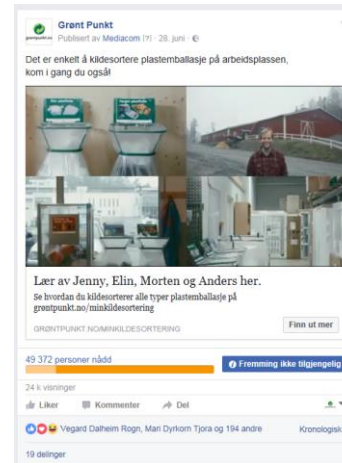 Grønt Punkt
Publisert av Mediacom [?] · 28. juni ·
Det er enkelt å kildesortere plastemballasje på arbeidsplassen,
kom i gang du også!
Lær av Jenny, Elin, Morten og Anders her.
Se hvordan du kildesorterer alle typer plastemballasje på
grontpunkt.no/minkildesortering
GRØNTPUNKT.NO/MINKILDESORTERING
Finn ut mer
49 372 personer nådd
Fremming ikke tilgjengelig
24 k visninger
Liker Kommenter Del
Vegard Dalheim Rogn, Mari Dyrkorn Tjora og 194 andre
Kronologisk
19 delinger